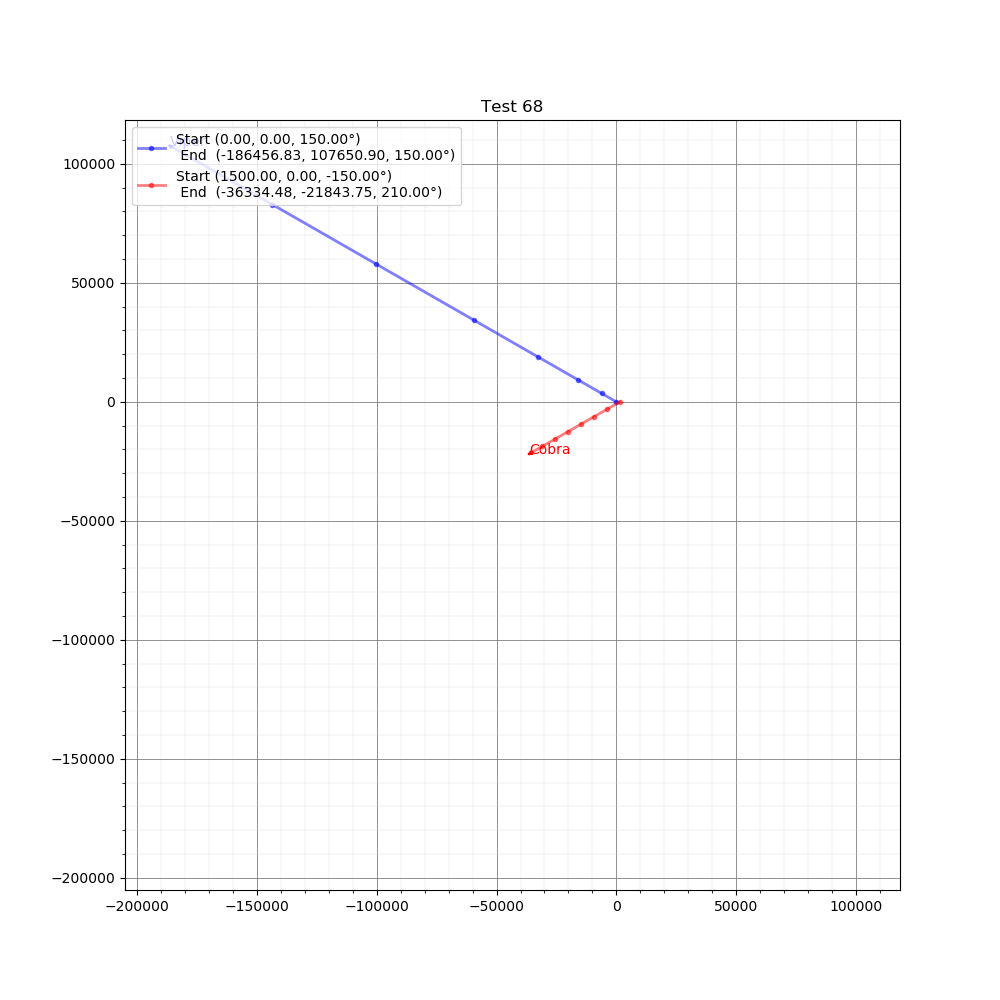 Test 68
Start (0.00, 0.00, 150.00°)
End (-186456.83, 107650.90, 150.00°)
Start (1500.00, 0.00, -150.00°)
End (-36334.48, -21843.75, 210.00°)
100000
50000
0
−50000
−100000
−150000
−200000
Cobra
−200000 −150000 −100000 −50000 0 50000 100000